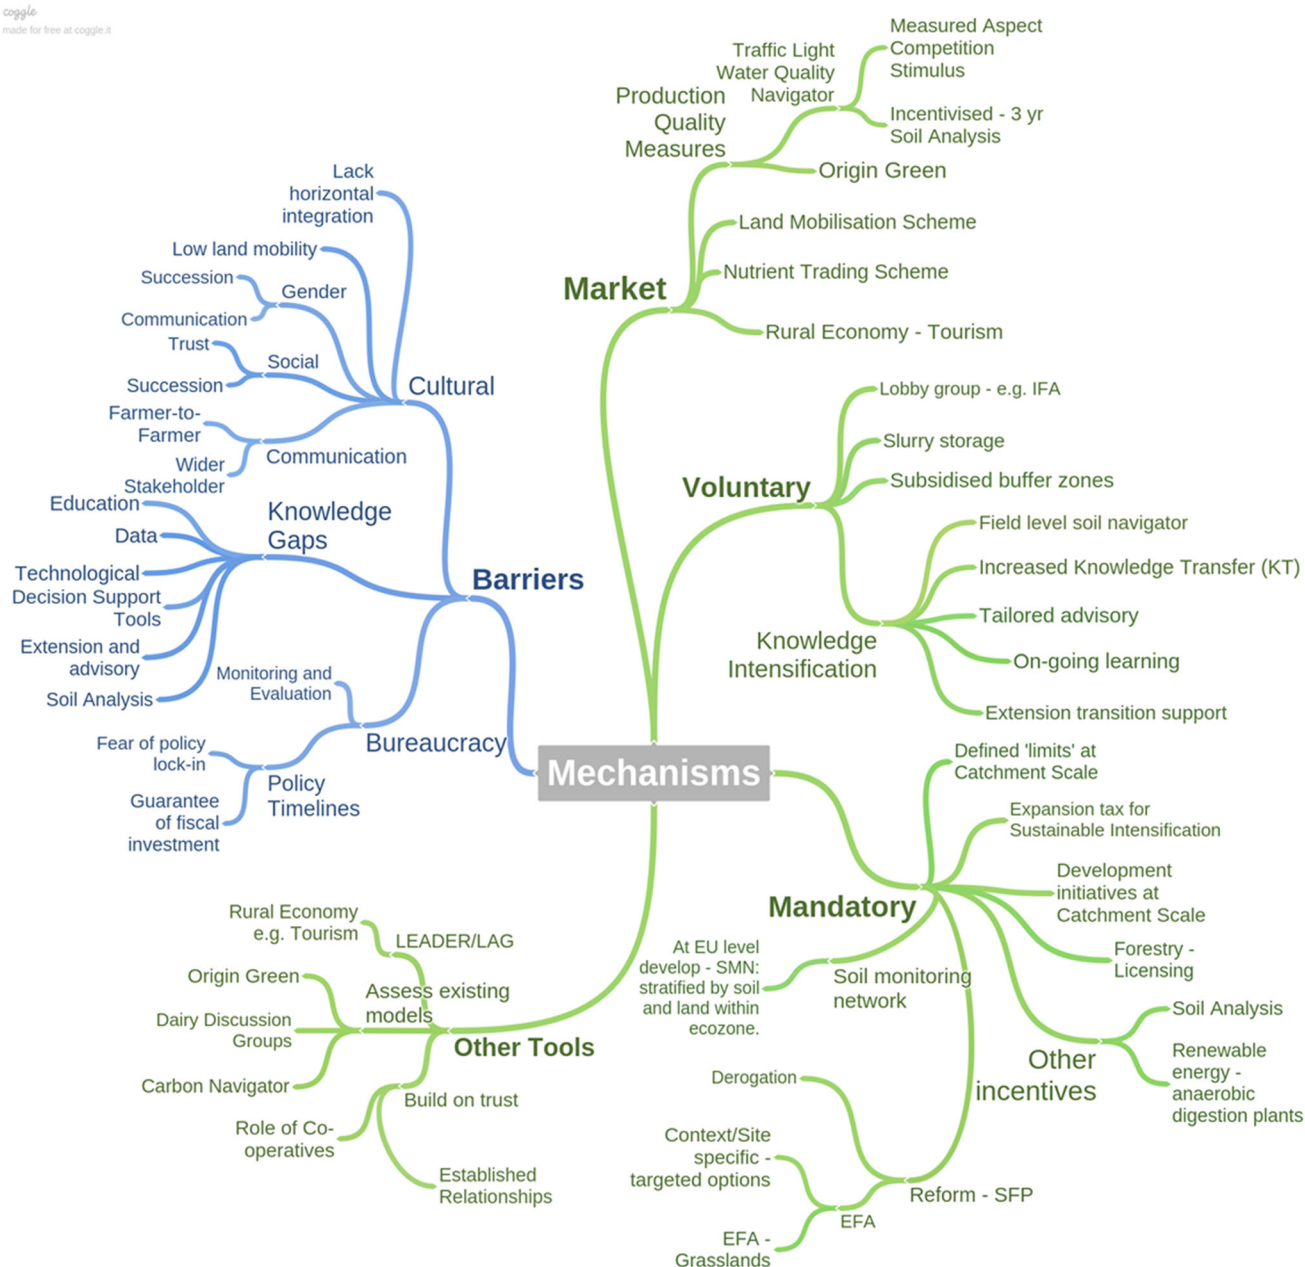 coggle
made for free at coggle.it
Measured Aspect
Competition
Stimulus
Traffic Light
Water Quality
Navigator
Incentivised - 3 yr
Soil Analysis
Production
Quality
Measures
Origin Green
Land Mobilisation Scheme
Nutrient Trading Scheme
Market
Rural Economy - Tourism
Lack
horizontal
integration
Low land mobility
Succession
Gender
Communication
Trust
Social
Succession
Cultural
Farmer-to-
Farmer
Communication
Wider
Stakeholder
Education
Knowledge
Gaps
Data
Technological
Decision Support
Tools
Extension and
advisory
Soil Analysis
Barriers
Monitoring and
Evaluation
Bureaucracy
Fear of policy
lock-in
Policy
Timelines
Guarantee
of fiscal
investment
Lobby group - e.g. IFA
Slurry storage
Voluntary
Subsidised buffer zones
Field level soil navigator
Increased Knowledge Transfer (KT)
Tailored advisory
Knowledge
Intensification
On-going learning
Extension transition support
Mechanisms
Defined 'limits' at
Catchment Scale
Expansion tax for
Sustainable Intensification
Development
initiatives at
Catchment Scale
Mandatory
Forestry -
Licensing
At EU level
develop - SMN:
stratified by soil
and land within
ecozone.
Soil monitoring
network
Soil Analysis
Other
incentives
Renewable
energy -
anaerobic
digestion plants
Derogation
Context/Site
specific -
targeted options
Reform - SFP
EFA
EFA -
Grasslands
Rural Economy
e.g. Tourism
LEADER/LAG
Origin Green
Assess existing
models
Dairy Discussion
Groups
Other Tools
Carbon Navigator
Build on trust
Role of Co-
operatives
Established
Relationships